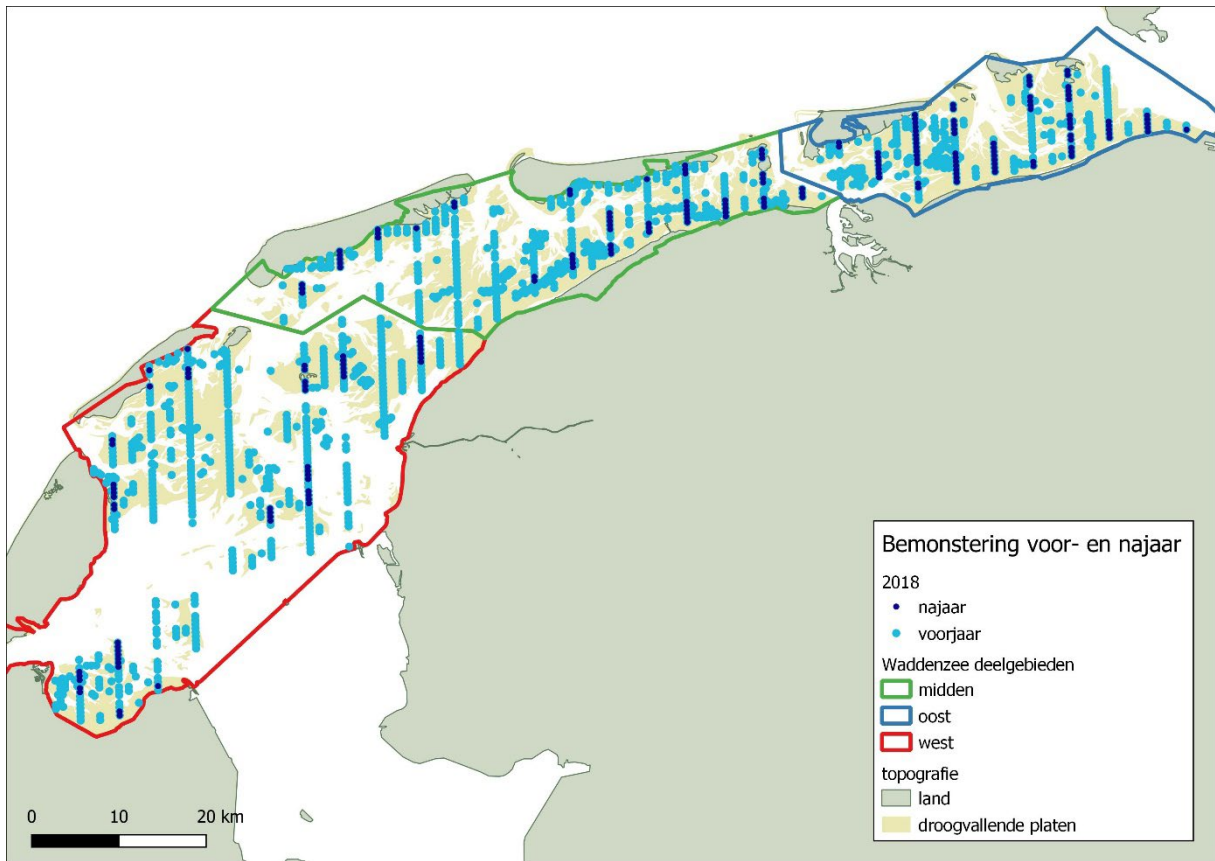 Bemonstering voor- en najaar
2018
najaar
voorjaar
Waddenzee deelgebieden
midden
oost
west
topografie
land
droogvallende platen
0 10 20 km